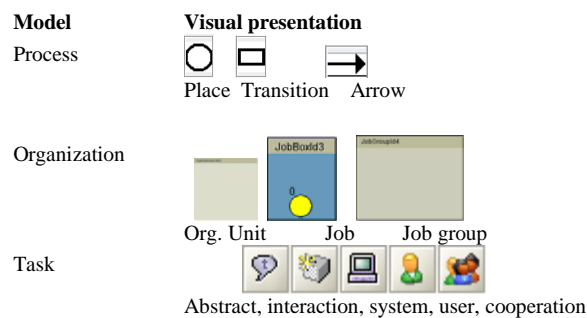 Model Visual presentation
Process
Place Transition Arrow
Organization
JobBoxId3
JobGroupId4
0
Org. Unit Job Job group
Task
Abstract, interaction, system, user, cooperation